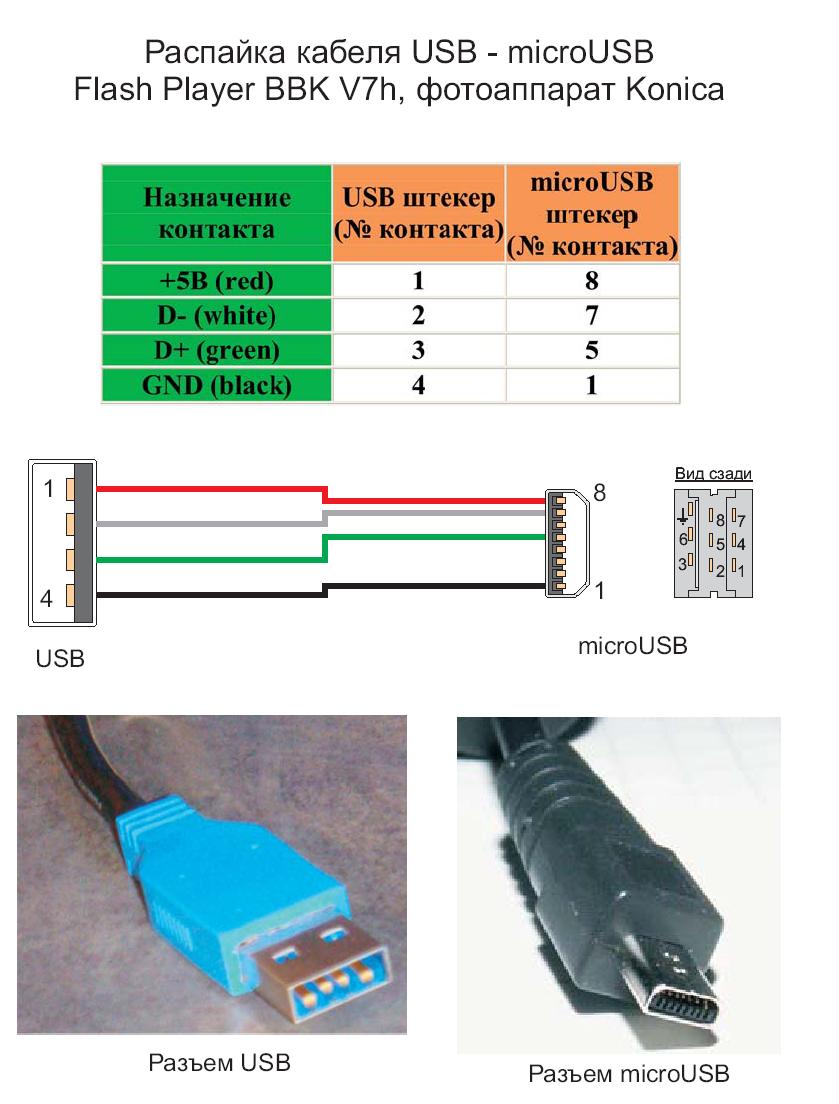 Распайка кабеля USB - microUSB
Flash Player BBK V7h, фотоаппарат Konica
Назначение
контакта
USB штекер
(№ контакта)
microUSB
штекер
(№ контакта)
+5В (red) 1 8
D- (white) 2 7
D+ (green) 3 5
GND (black) 4 1
1
4
USB
8
1
microUSB
Вид сзади
8 7
6 5 4
3 2 1
Разъем USB
Разъем microUSB